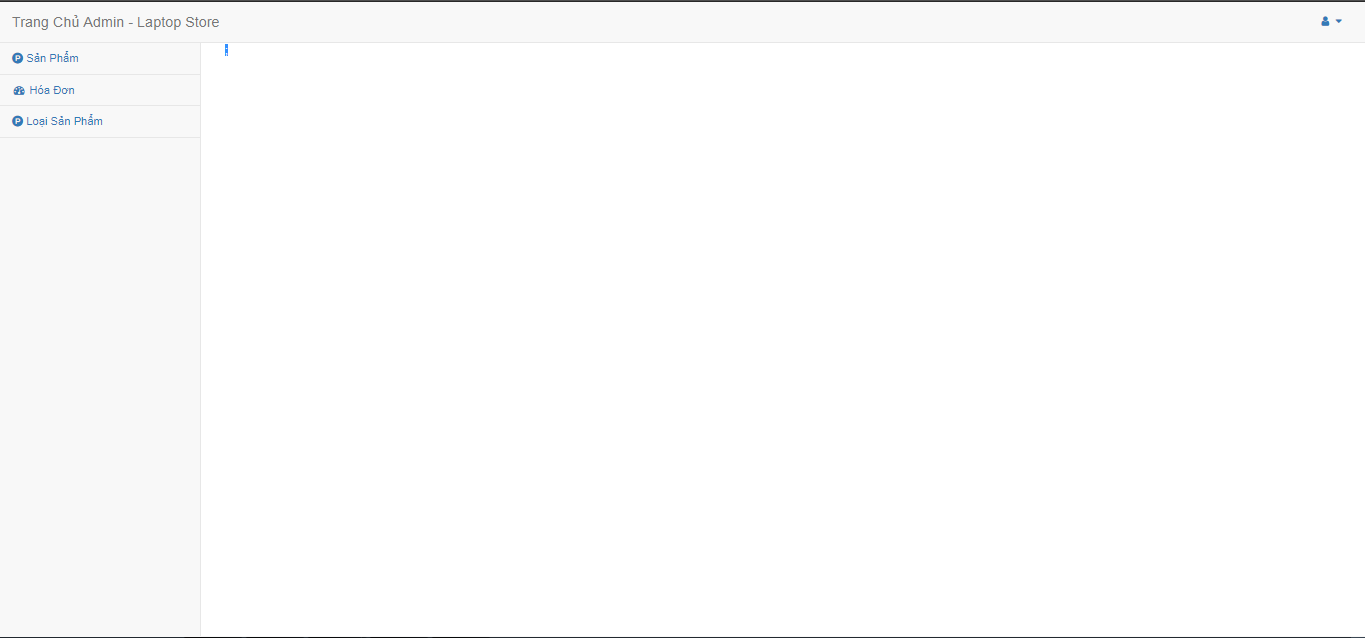 Trang Chủ Admin - Laptop Store
Sản Phẩm
Hóa Đơn
Loại Sản Phẩm